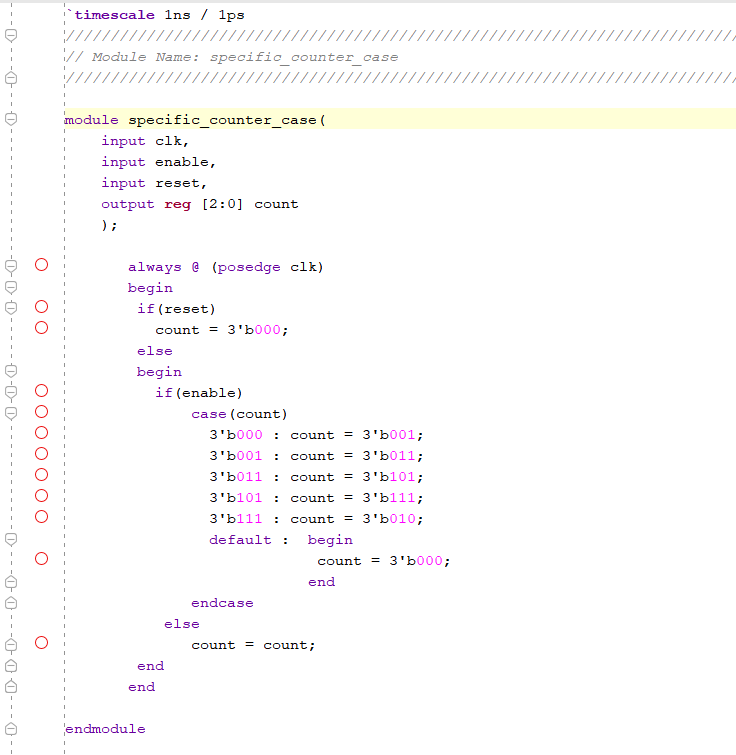 `timescale 1ns / 1ps
//////////////////////////////////////////////////////////////////////////
// Module Name: specific_counter_case
//////////////////////////////////////////////////////////////////////////
module specific_counter_case(
input clk,
input enable,
input reset,
output reg [2:0] count
);
always @ (posedge clk)
begin
if(reset)
count = 3'b000;
else
begin
if(enable)
case(count)
3'b000 : count = 3'b001;
3'b001 : count = 3'b011;
3'b011 : count = 3'b101;
3'b101 : count = 3'b111;
3'b111 : count = 3'b010;
default : begin
count = 3'b000;
end
endcase
else
count = count;
end
end
endmodule